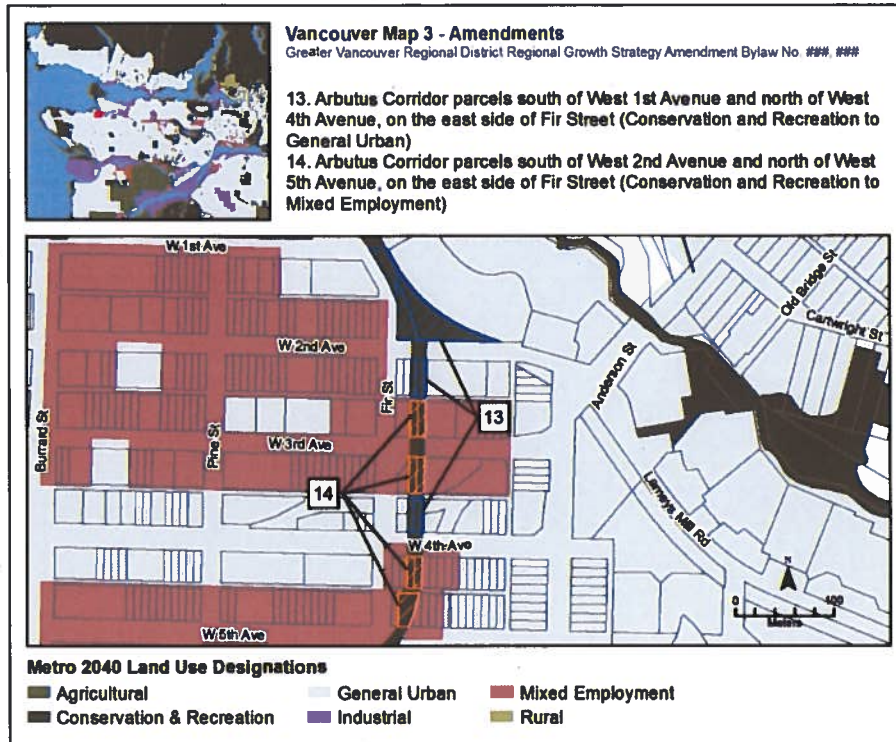 Vancouver Map 3 - Amendments
Greater Vancouver Regional District Regional Growth Strategy Amendment Bylaw No. ###, ###
13. Arbutus Corridor parcels south of West 1st Avenue and north of West
4th Avenue, on the east side of Fir Street (Conservation and Recreation to
General Urban)
14. Arbutus Corridor parcels south of West 2nd Avenue and north of West
5th Avenue, on the east side of Fir Street (Conservation and Recreation to
Mixed Employment)
W 1st Ave
Old Bridge St
Cartwright St
W 2nd Ave
Anderson St
Fir St
13
Burrard St
Pine St
W 3rd Ave
14
Lameys Mill Rd
W 4th Ave
N
0 100
Meters
W 5th Ave
Metro 2040 Land Use Designations
Agricultural
General Urban
Mixed Employment
Conservation & Recreation
Industrial
Rural